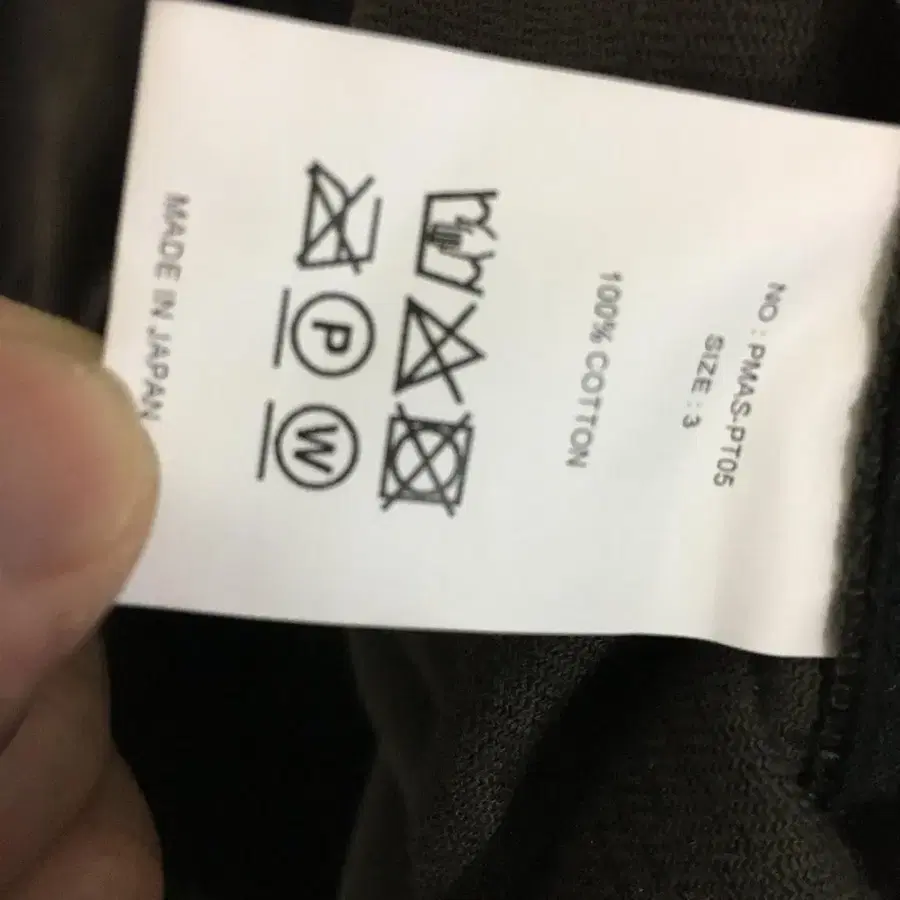 NO : PMAS-PT05
SIZE : 3
100% COTTON
P
W
MADE IN JAPAN